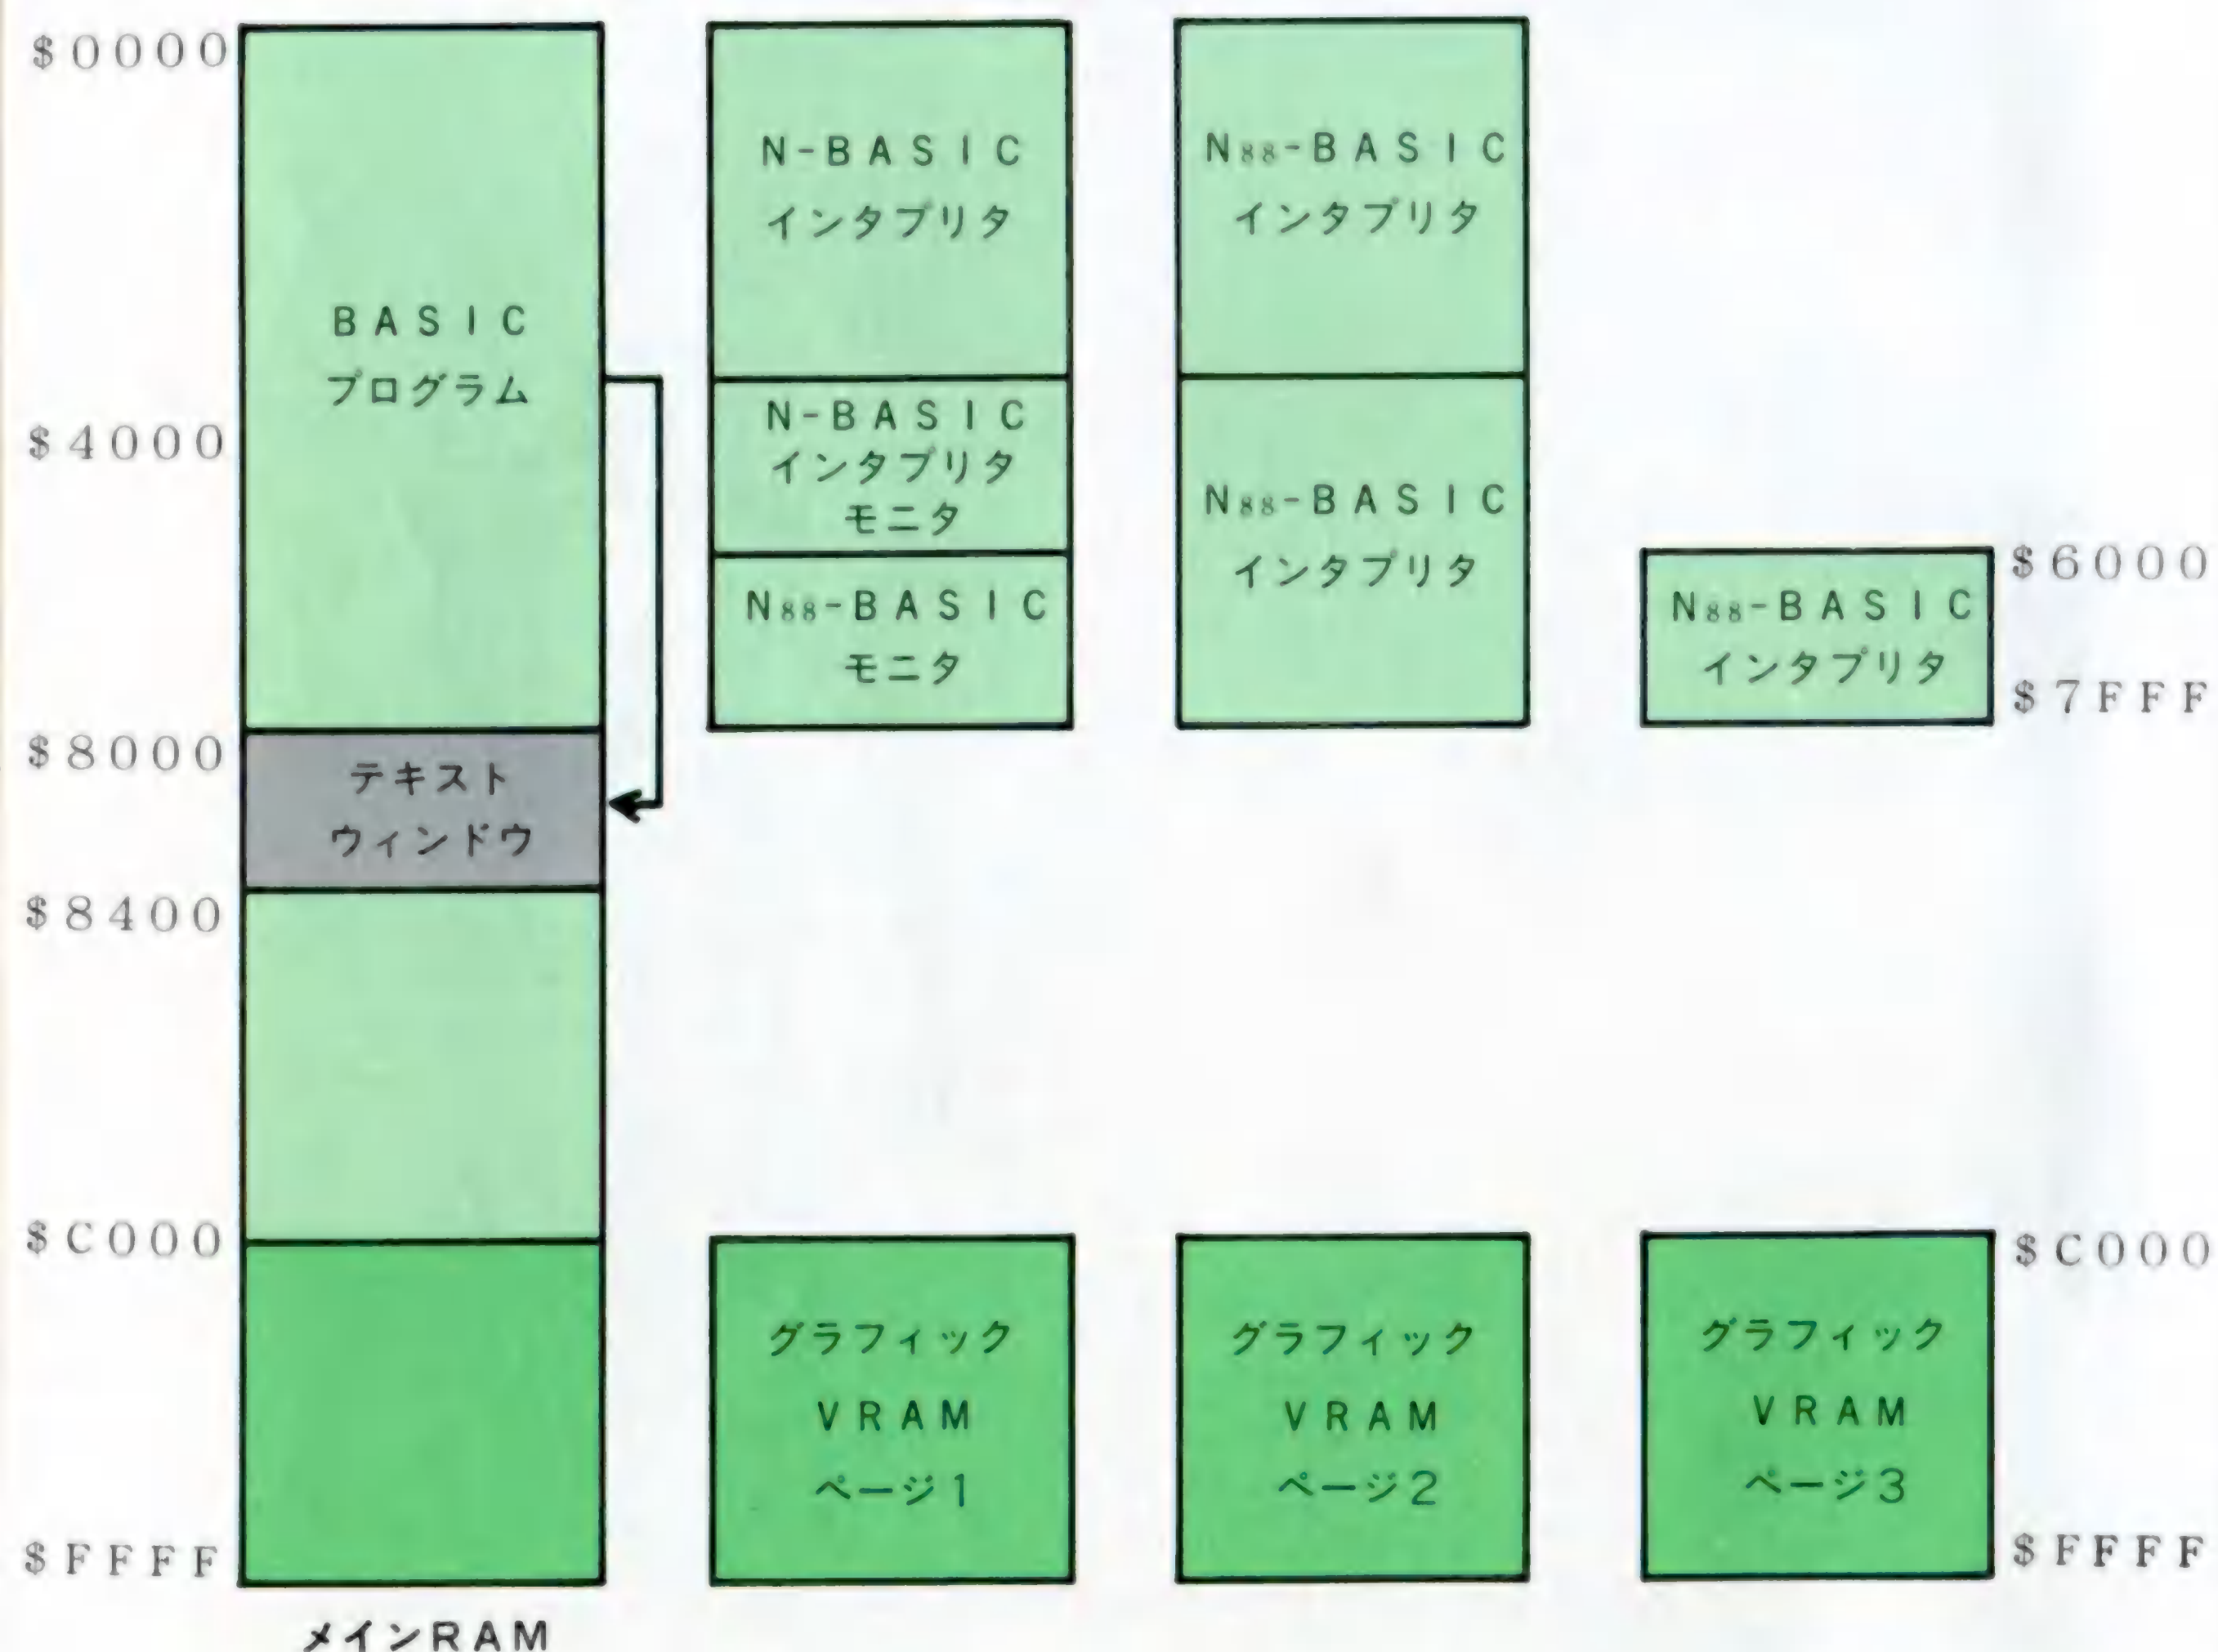 $0000
$4000
$8000
$8400
$C000
$FFFF
BASIC
プログラム
テキスト
ウィンドウ
メインRAM
N-BASIC
インタプリタ
N-BASIC
インタプリタ
モニタ
N88-BASIC
モニタ
グラフィック
VRAM
ページ1
N88-BASIC
インタプリタ
N88-BASIC
インタプリタ
グラフィック
VRAM
ページ2
N88-BASIC
インタプリタ
グラフィック
VRAM
ページ3
$6000
$7FFF
$C000
$FFFF